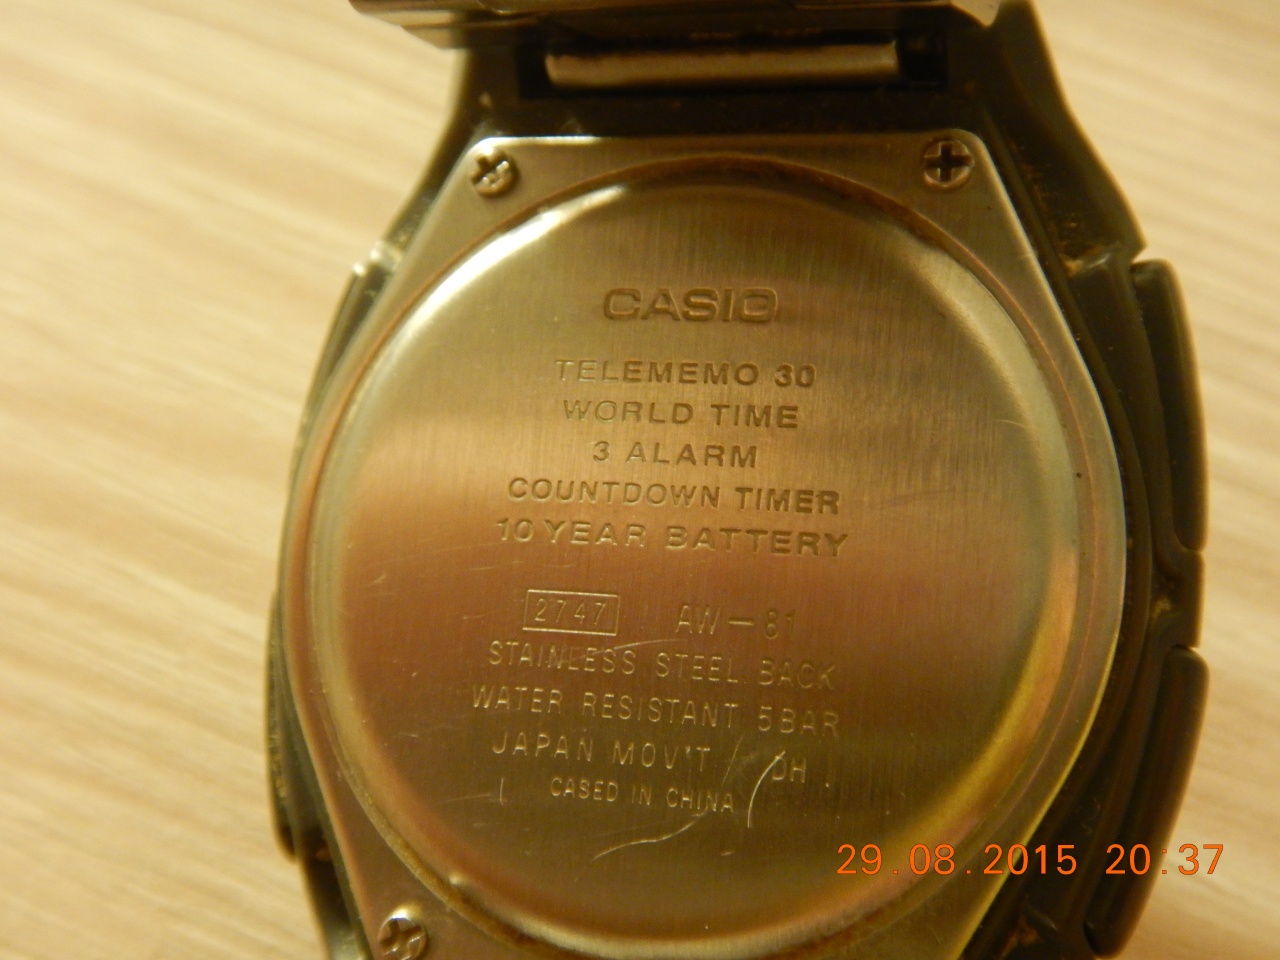 CASIO
TELEMEMO 30
WORLD TIME
3 ALARM
COUNTDOWN TIMER
10 YEAR BATTERY
2747 AW-81
STAINLESS STEEL BACK
WATER RESISTANT 5BAR
JAPAN MOV'T DH
CASED IN CHINA
29.08.2015 20:37